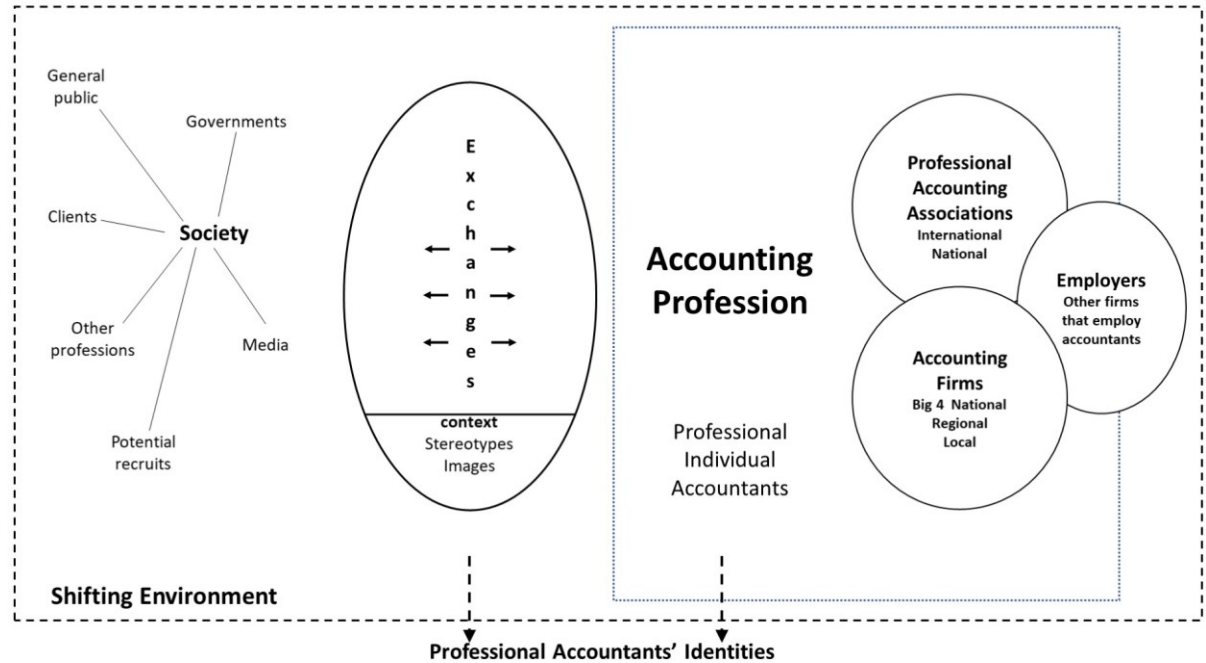 General
public
Governments
Clients
Society
Other
professions
Media
Potential
recruits
Exchanges
context
Stereotypes
Images
Accounting
Profession
Professional
Individual
Accountants
Professional
Accounting
Associations
International
National
Employers
Other firms
that employ
accountants
Accounting
Firms
Big 4 National
Regional
Local
Shifting Environment
Professional Accountants' Identities